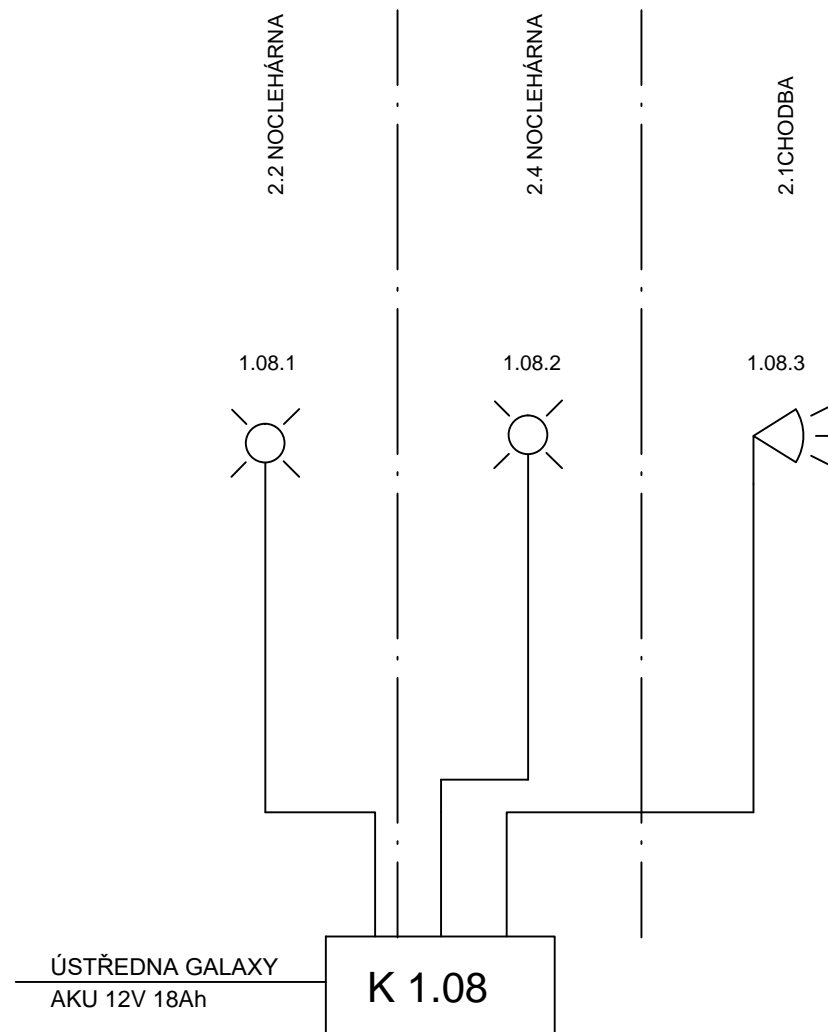 2.2 NOCLEHÁRNA
2.4 NOCLEHÁRNA
2.1CHODBA
1.08.1
1.08.2
1.08.3
ÚSTŘEDNA GALAXY
AKU 12V 18Ah
K 1.08